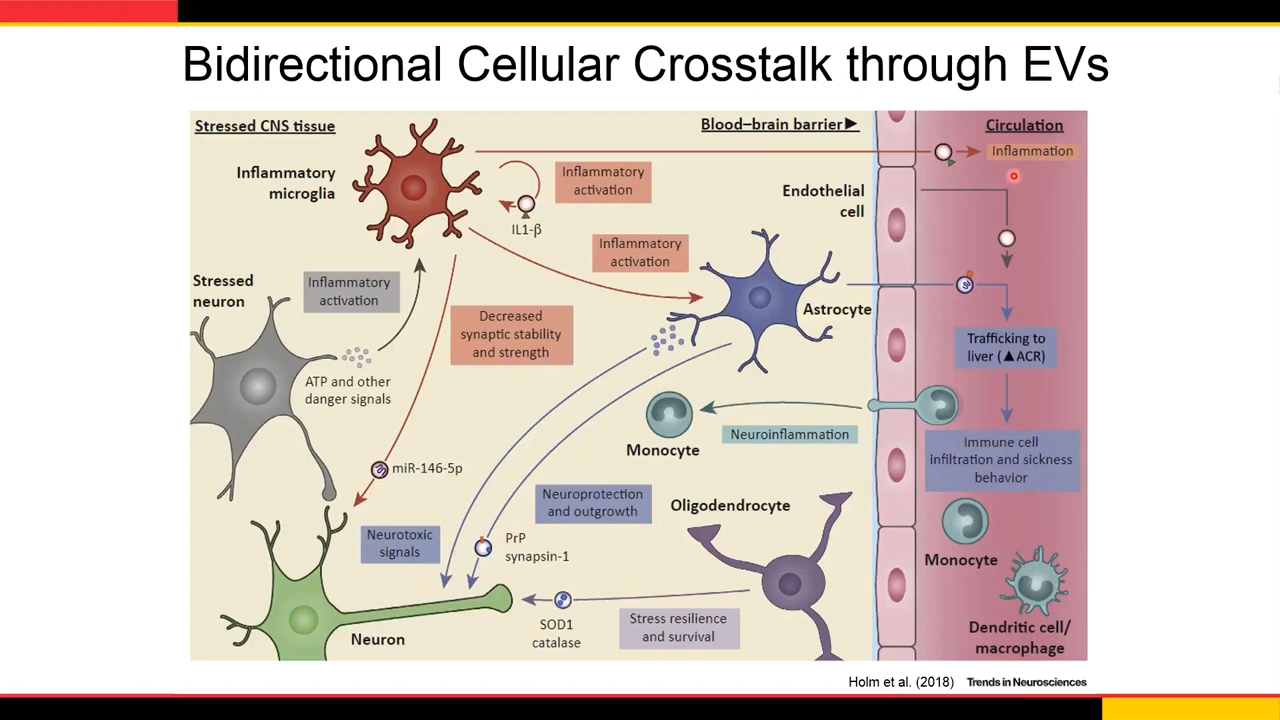 Bidirectional Cellular Crosstalk through EVs
Stressed CNS tissue
Blood–brain barrier▶
Circulation
Inflammatory
microglia
Inflammatory
activation
IL1-β
Inflammation
Endothelial
cell
Inflammatory
activation
Stressed
neuron
Inflammatory
activation
Astrocyte
Decreased
synaptic stability
and strength
ATP and other
danger signals
Trafficking to
liver (▲ACR)
Monocyte
Neuroinflammation
miR-146-5p
Immune cell
infiltration and sickness
behavior
Neuroprotection
and outgrowth
Oligodendrocyte
Neurotoxic
signals
PrP
synapsin-1
Monocyte
Neuron
SOD1
catalase
Stress resilience
and survival
Dendritic cell/
macrophage
Holm et al. (2018) Trends in Neurosciences